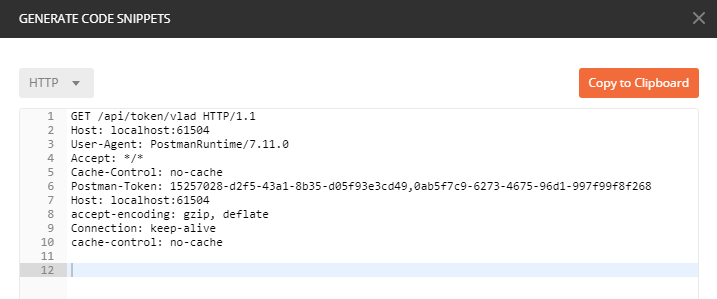 GENERATE CODE SNIPPETS
HTTP
Copy to Clipboard
1 GET /api/token/vlad HTTP/1.1
2 Host: localhost:61504
3 User-Agent: PostmanRuntime/7.11.0
4 Accept: */*
5 Cache-Control: no-cache
6 Postman-Token: 15257028-d2f5-43a1-8b35-d05f93e3cd49,0ab5f7c9-6273-4675-96d1-997f99f8f268
7 Host: localhost:61504
8 accept-encoding: gzip, deflate
9 Connection: keep-alive
10 cache-control: no-cache
11
12